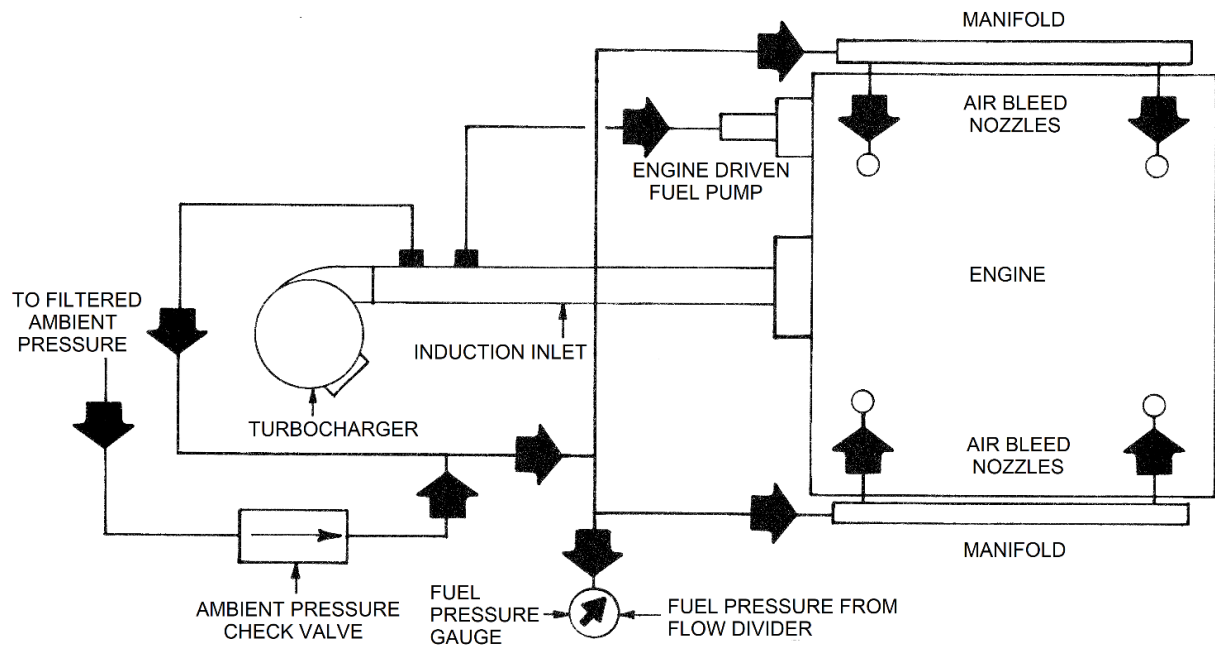 MANIFOLD
AIR BLEED
NOZZLES
ENGINE DRIVEN
FUEL PUMP
ENGINE
TO FILTERED
AMBIENT
PRESSURE
INDUCTION INLET
TURBOCHARGER
AIR BLEED
NOZZLES
MANIFOLD
AMBIENT PRESSURE
CHECK VALVE
FUEL
PRESSURE
GAUGE
FUEL PRESSURE FROM
FLOW DIVIDER